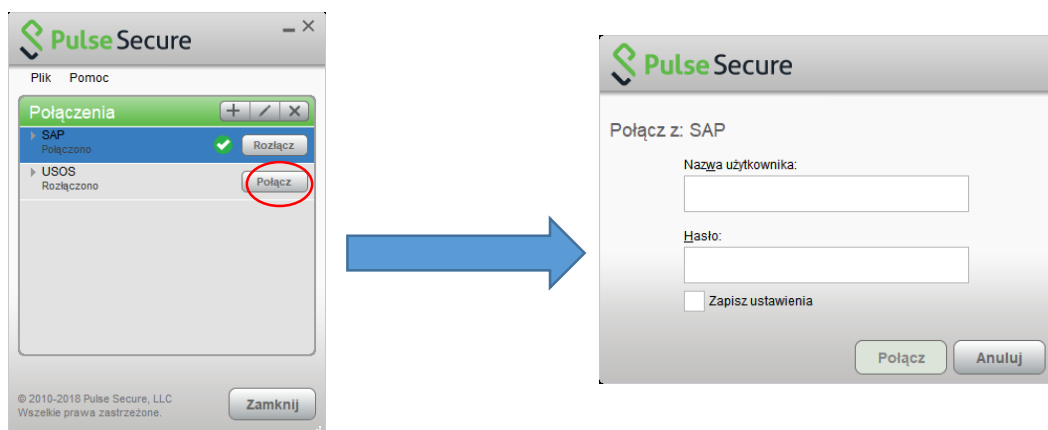 Pulse Secure
Plik Pomoc
Połączenia
SAP
Połączono
Rozłącz
USOS
Rozłączono
Połącz
© 2010-2018 Pulse Secure, LLC
Wszelkie prawa zastrzeżone.
Zamknij
Pulse Secure
Połącz z: SAP
Nazwa użytkownika:
Hasło:
Zapisz ustawienia
Połącz Anuluj